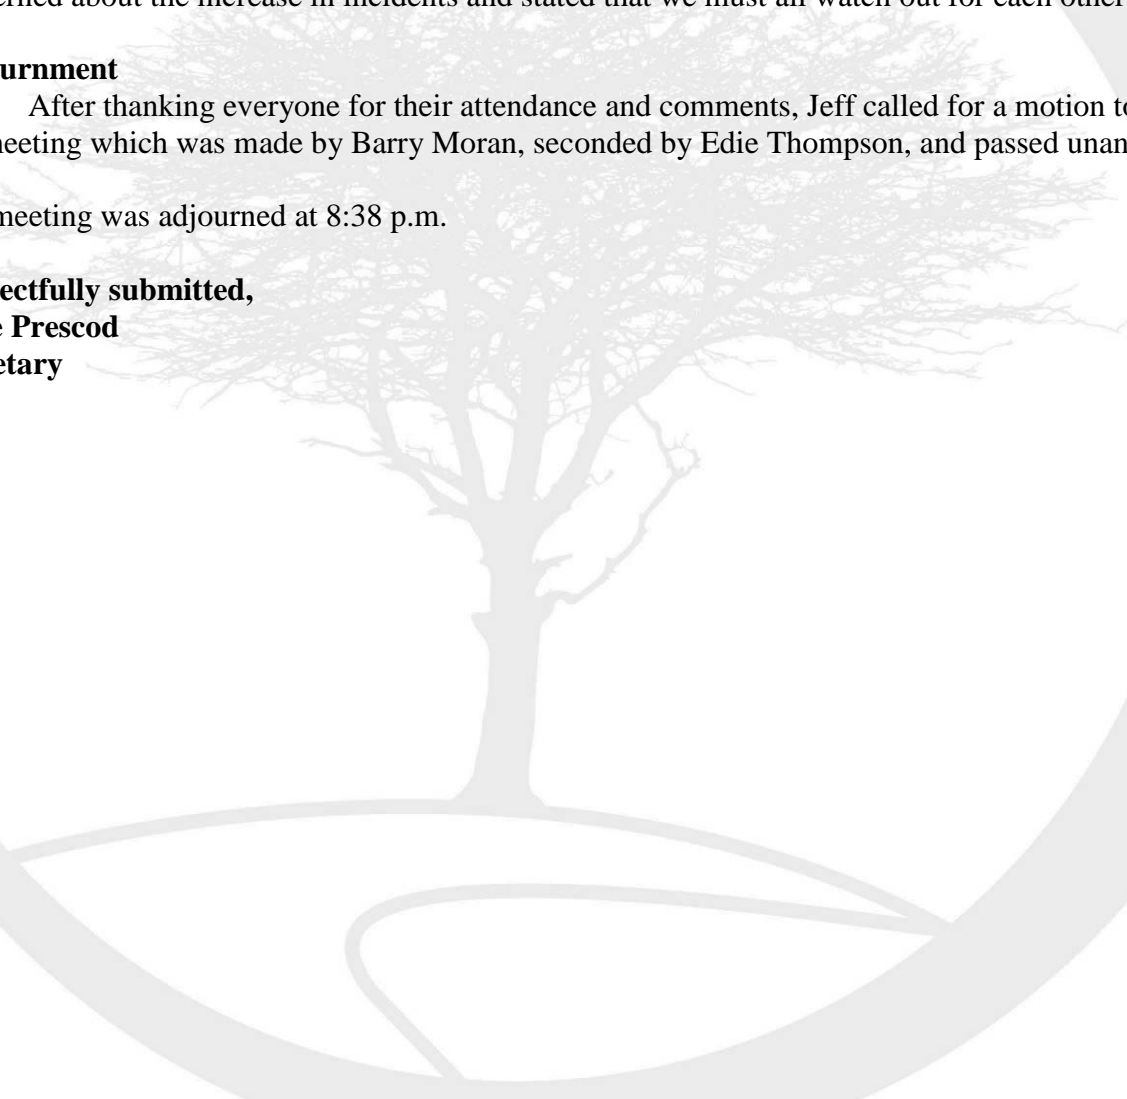 erned about the increase in incidents and stated that we must all watch out for each other
urnment
After thanking everyone for their attendance and comments, Jeff called for a motion to
neeting which was made by Barry Moran, seconded by Edie Thompson, and passed unan
meeting was adjourned at 8:38 p.m.
ectfully submitted,
e Prescod
etary